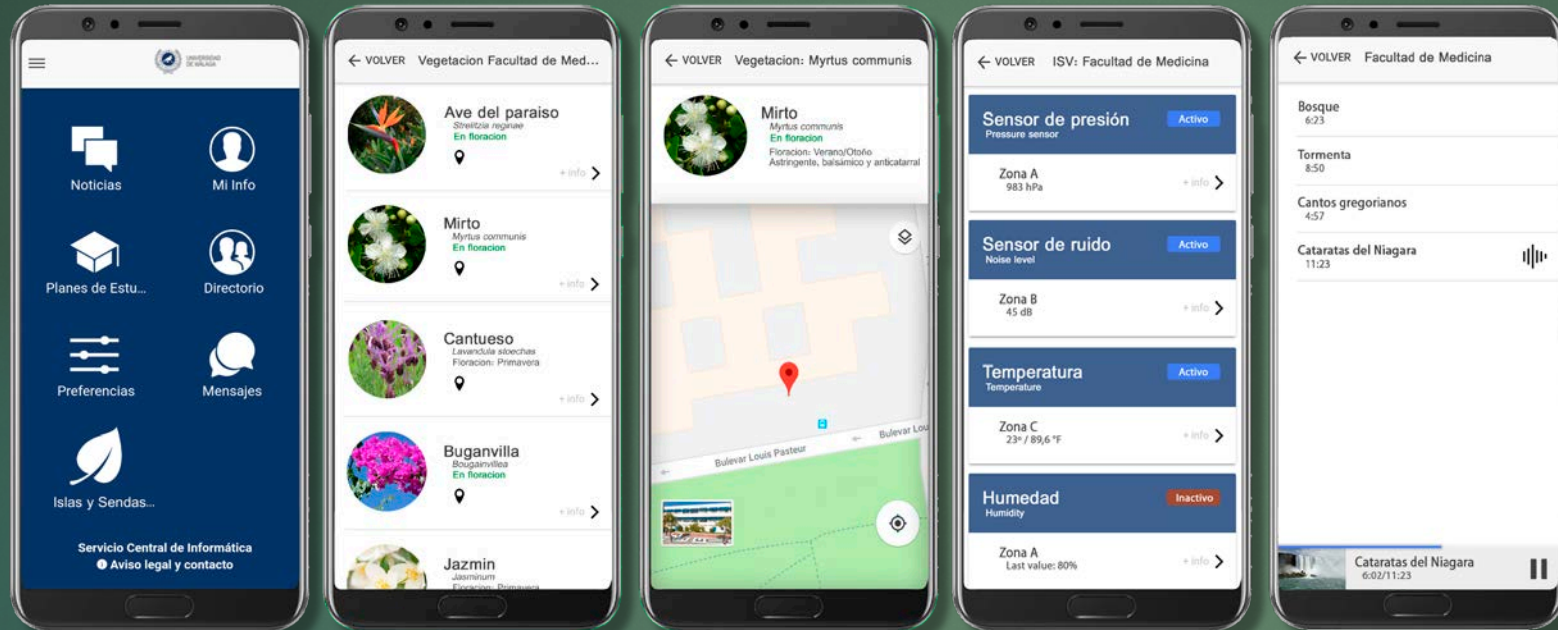 UNIVERSIDAD
DE MÁLAGA
Noticias
Mi Info
Planes de Estu...
Directorio
Preferencias
Mensajes
Islas y Sendas...
Servicio Central de Informática
Aviso legal y contacto
← VOLVER Vegetacion Facultad de Med...
Ave del paraiso
Strelitzia reginae
En floracion
+ info
Mirto
Myrtus communis
En floracion
+ info
Cantueso
Lavandula stoechas
Floracion: Primavera
+ info
Buganvilla
Bougainvillea
En floracion
+ info
Jazmin
Jasminum
Floracion: Primavera
← VOLVER Vegetacion: Myrtus communis
Mirto
Myrtus communis
En floracion
Floracion: Verano/Otoño
Astringente, balsámico y anticatarral
Bulevar Louis Pasteur
Bulevar Lou
← VOLVER ISV: Facultad de Medicina
Sensor de presión Activo
Pressure sensor
Zona A
983 hPa
+ info
Sensor de ruido Activo
Noise level
Zona B
45 dB
+ info
Temperatura Activo
Temperature
Zona C
23º / 89,6 °F
+ info
Humedad Inactivo
Humidity
Zona A
Last value: 80%
+ info
← VOLVER Facultad de Medicina
Bosque
6:23
Tormenta
8:50
Cantos gregorianos
4:57
Cataratas del Niagara
11:23
Cataratas del Niagara
6:02/11:23